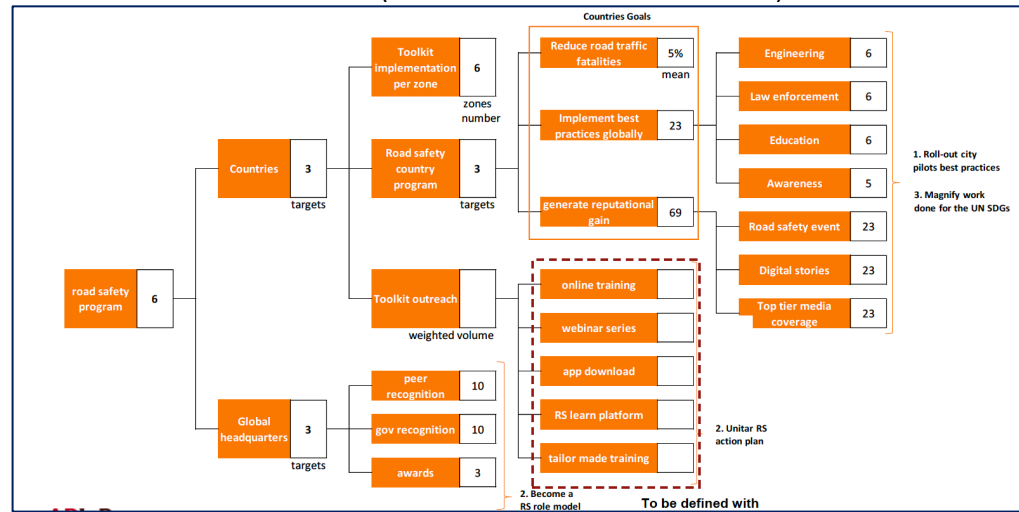 Countries Goals
Toolkit
implementation
per zone
6
zones
number
Reduce road traffic
fatalities
5%
mean
Engineering
6
Law enforcement
6
Implement best
practices globally
23
Education
6
Countries
3
targets
Road safety
country
program
3
targets
Awareness
5
1. Roll-out city
pilots best practices
3. Magnify work
done for the UN SDGs
generate reputational
gain
69
Road safety event
23
Digital stories
23
Top tier media
coverage
23
road safety
program
6
Toolkit outreach
weighted volume
online training
webinar series
app download
RS learn platform
tailor made training
2. Unitar RS
action plan
Global
headquarters
3
targets
peer
recognition
10
gov recognition
10
awards
3
2. Become a
RS role model
To be defined with